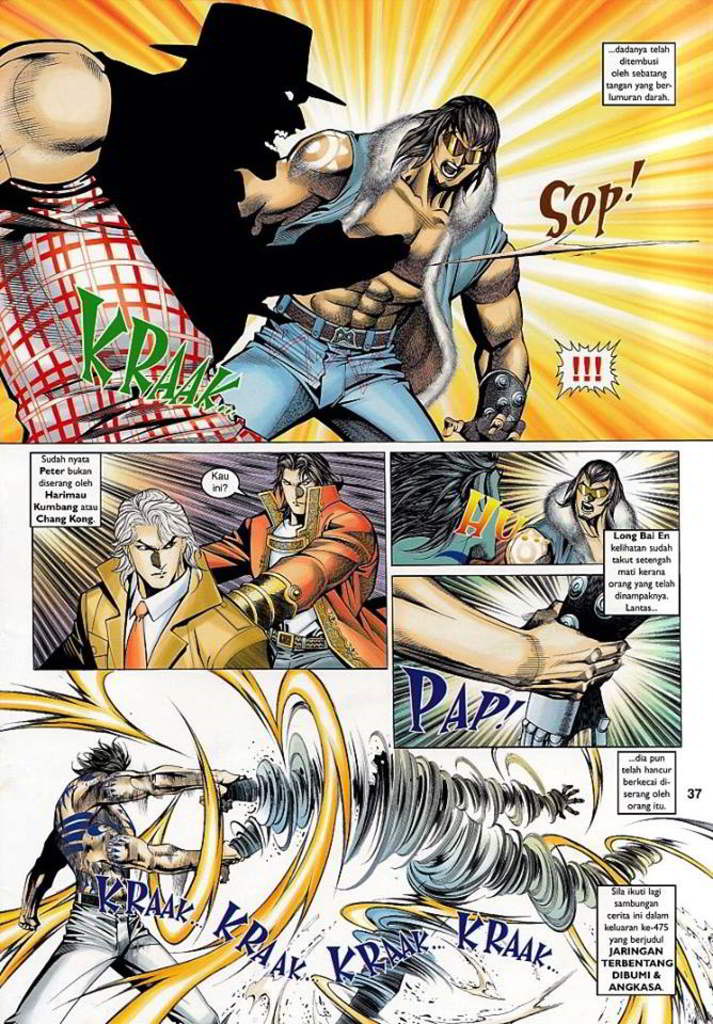 ...dadanya telah
ditembusi
oleh sebatang
tangan yang ber-
lumuran darah.
SOP!
KRAAK...
!!!
Sudah nyata
Peter bukan
diserang oleh
Harimau
Kumbang atau
Chang Kong.
Kau
ini?
HU
Long Bai En
kelihatan sudah
takut setengah
mati kerana
orang yang telah
dinampaknya.
Lantas...
PAP!
...dia pun
telah hancur
berkecai di-
serang oleh
orang itu.
37
KRAAK...
KRAAK...
KRAAK...
KRAAK...
Sila ikuti lagi
sambungan
cerita ini dalam
keluaran ke-475
yang berjudul
JARINGAN
TERBENTANG
DIBUMI &
ANGKASA.